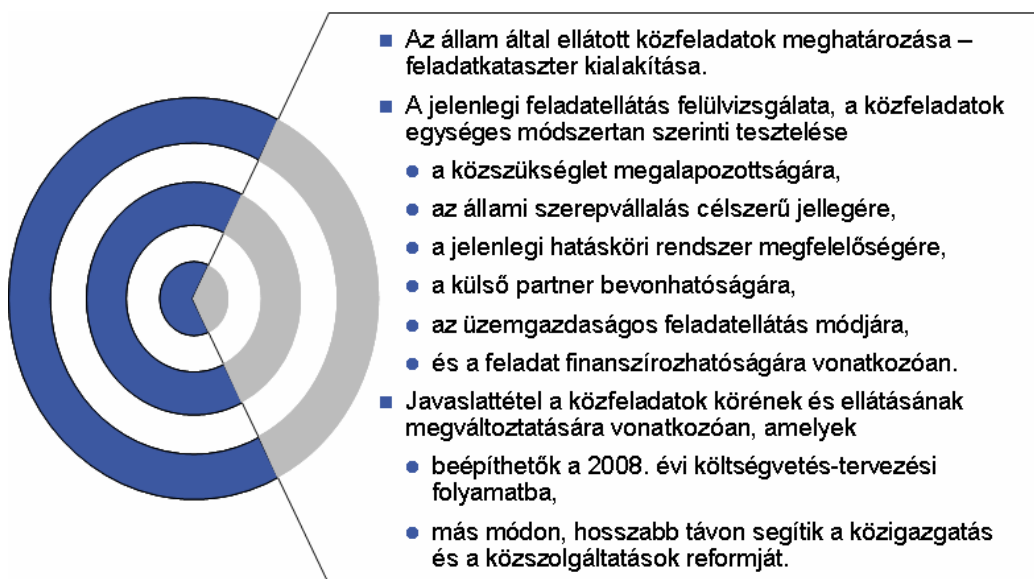 Az állam által ellátott közfeladatok meghatározása –
feladatkataszter kialakítása.
A jelenlegi feladatellátás felülvizsgálata, a közfeladatok
egységes módszertan szerinti tesztelése
a közszükséglet megalapozottságára,
az állami szerepvállalás célszerű jellegére,
a jelenlegi hatásköri rendszer megfelelőségére,
a külső partner bevonhatóságára,
az üzemgazdaságos feladatellátás módjára,
és a feladat finanszírozhatóságára vonatkozóan.
Javaslattétel a közfeladatok körének és ellátásának
megváltoztatására vonatkozóan, amelyek
beépíthetők a 2008. évi költségvetés-tervezési
folyamatba,
más módon, hosszabb távon segítik a közigazgatás
és a közszolgáltatások reformját.